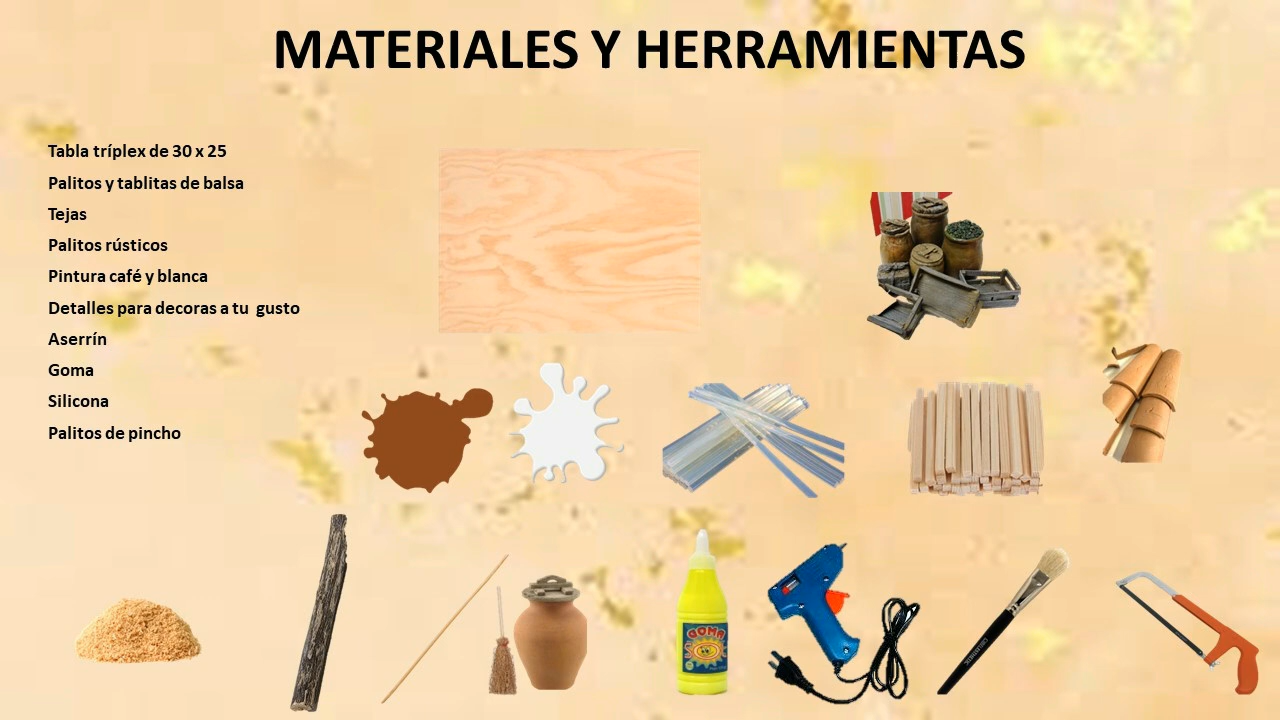 MATERIALES Y HERRAMIENTAS
Tabla tríplex de 30 x 25
Palitos y tablitas de balsa
Tejas
Palitos rústicos
Pintura café y blanca
Detalles para decoras a tu  gusto
Aserrín
Goma
Silicona
Palitos de pincho
GOMA